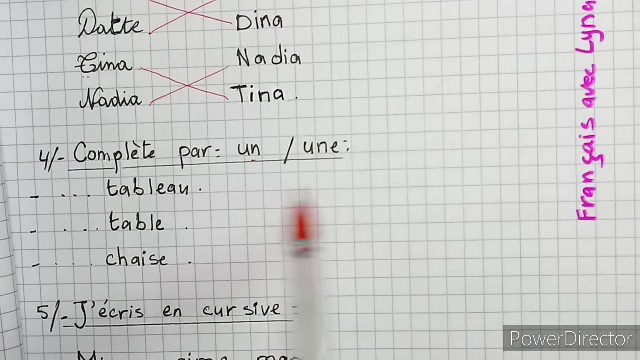 Datte Dina
Tina Nadia
Nadia Tina.
4/- Complète par: un / une:
- ... tableau.
- ... table.
- ... chaise.
5/- J'écris en cursive:
Français avec Lyna
PowerDirector